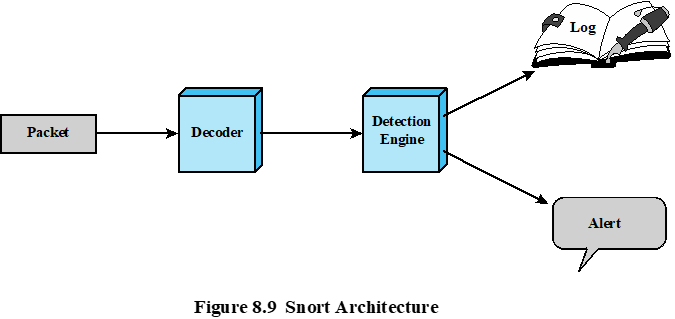 Log
Packet
Decoder
Detection
Engine
Alert
Figure 8.9 Snort Architecture